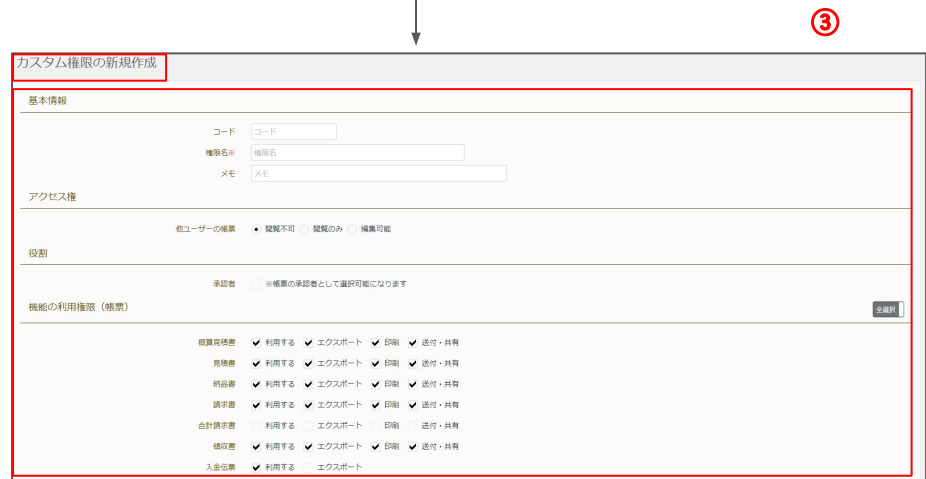 ③
カスタム権限の新規作成
基本情報
コード コード
権限名※ 権限名
メモ メモ
アクセス権
他ユーザーの帳票 閲覧不可 閲覧のみ 編集可能
役割
承認者 ※帳票の承認者として選択可能になります
機能の利用権限（帳票） 全選択
概算見積書 利用する エクスポート 印刷 送付・共有
見積書 利用する エクスポート 印刷 送付・共有
納品書 利用する エクスポート 印刷 送付・共有
請求書 利用する エクスポート 印刷 送付・共有
合計請求書 利用する エクスポート 印刷 送付・共有
領収書 利用する エクスポート 印刷 送付・共有
入金伝票 利用する エクスポート